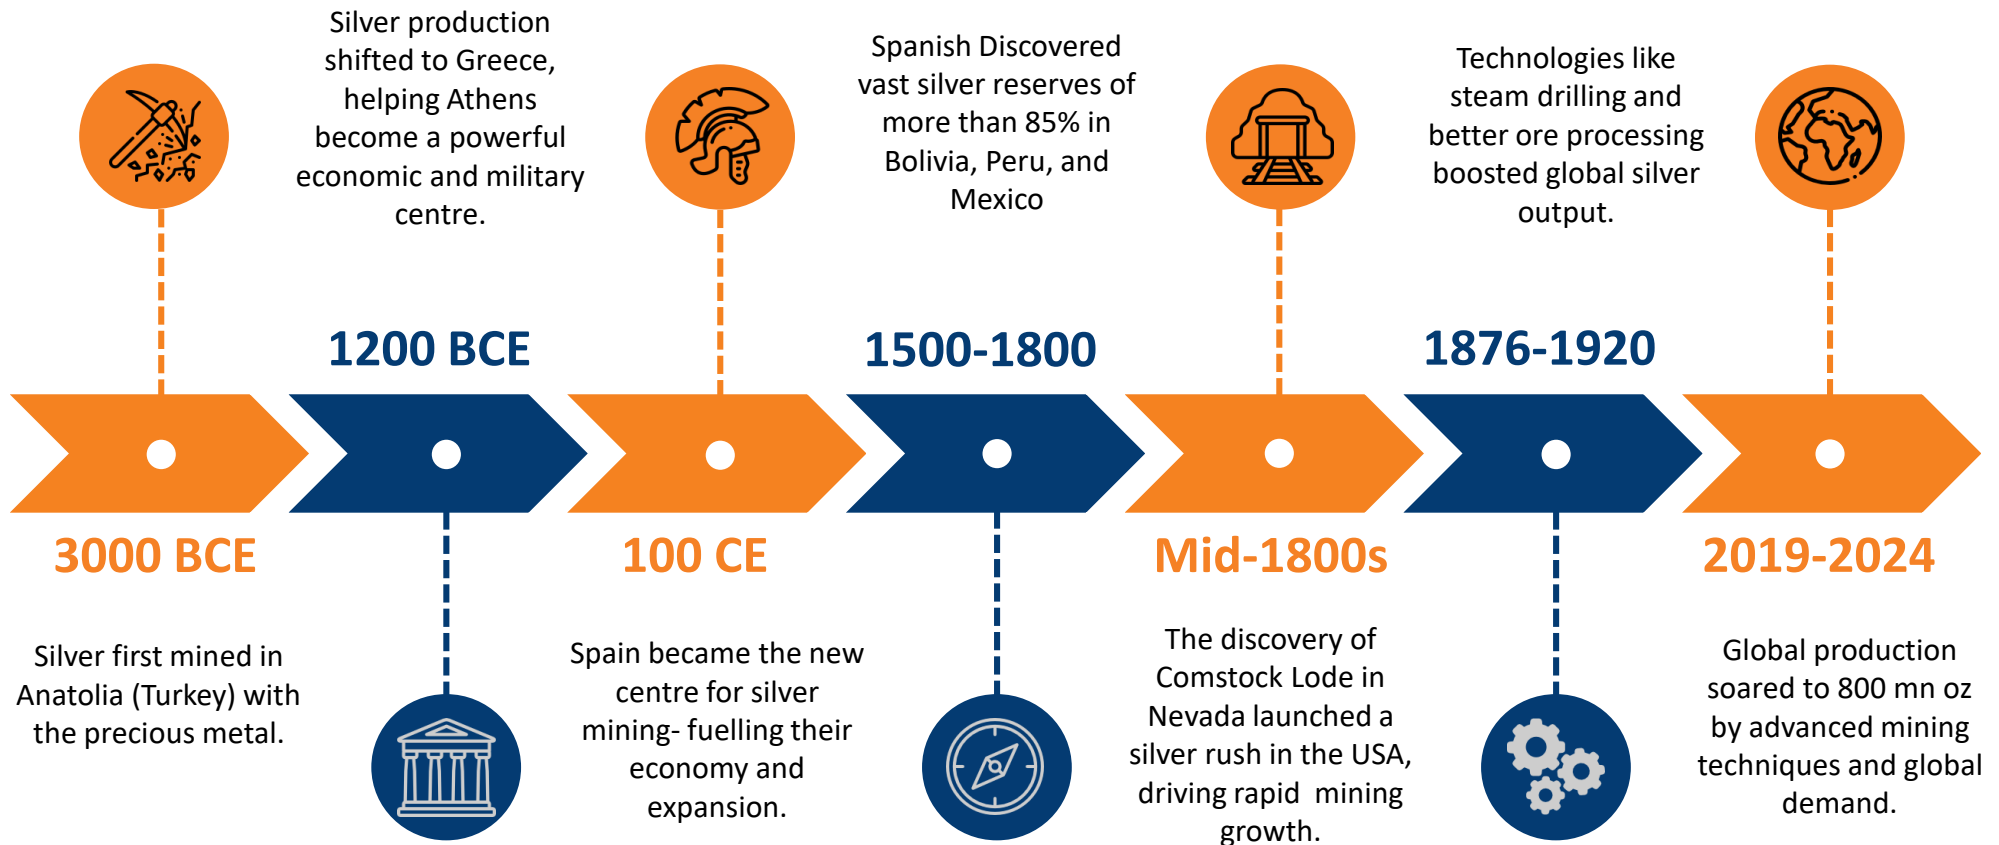 3000 BCE
Silver first mined in
Anatolia (Turkey) with
the precious metal.
Silver production
shifted to Greece,
helping Athens
become a powerful
economic and military
centre.
1200 BCE
100 CE
Spain became the new
centre for silver
mining- fuelling their
economy and
expansion.
Spanish Discovered
vast silver reserves of
more than 85% in
Bolivia, Peru, and
Mexico
1500-1800
Mid-1800s
The discovery of
Comstock Lode in
Nevada launched a
silver rush in the USA,
driving rapid mining
growth.
Technologies like
steam drilling and
better ore processing
boosted global silver
output.
1876-1920
2019-2024
Global production
soared to 800 mn oz
by advanced mining
techniques and global
demand.